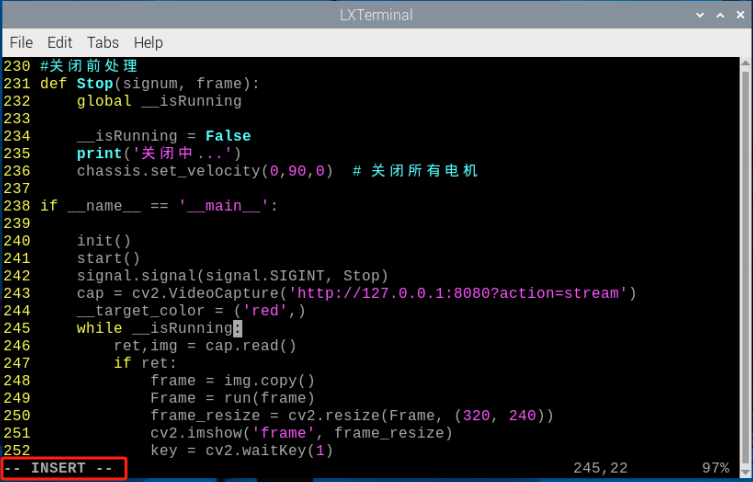 LXTerminal
File Edit Tabs Help
230 #关闭前处理
231 def Stop(signum, frame):
232     global __isRunning
233
234     __isRunning = False
235     print('关闭中...')
236     chassis.set_velocity(0,90,0)  # 关闭所有电机
237
238 if __name__ == '__main__':
239
240     init()
241     start()
242     signal.signal(signal.SIGINT, Stop)
243     cap = cv2.VideoCapture('http://127.0.0.1:8080?action=stream')
244     __target_color = ('red',)
245     while __isRunning:
246         ret,img = cap.read()
247         if ret:
248             frame = img.copy()
249             Frame = run(frame)
250             frame_resize = cv2.resize(Frame, (320, 240))
251             cv2.imshow('frame', frame_resize)
252             key = cv2.waitKey(1)
-- INSERT -- 245,22 97%